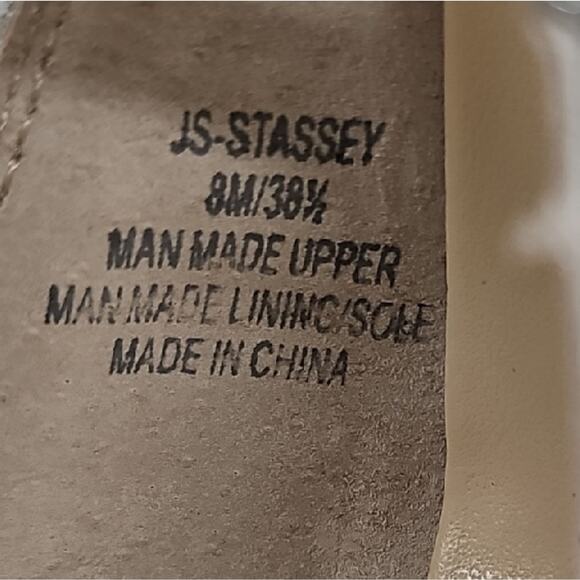 JS-STASSEY
8M/38½
MAN MADE UPPER
MAN MADE LINING/SOLE
MADE IN CHINA